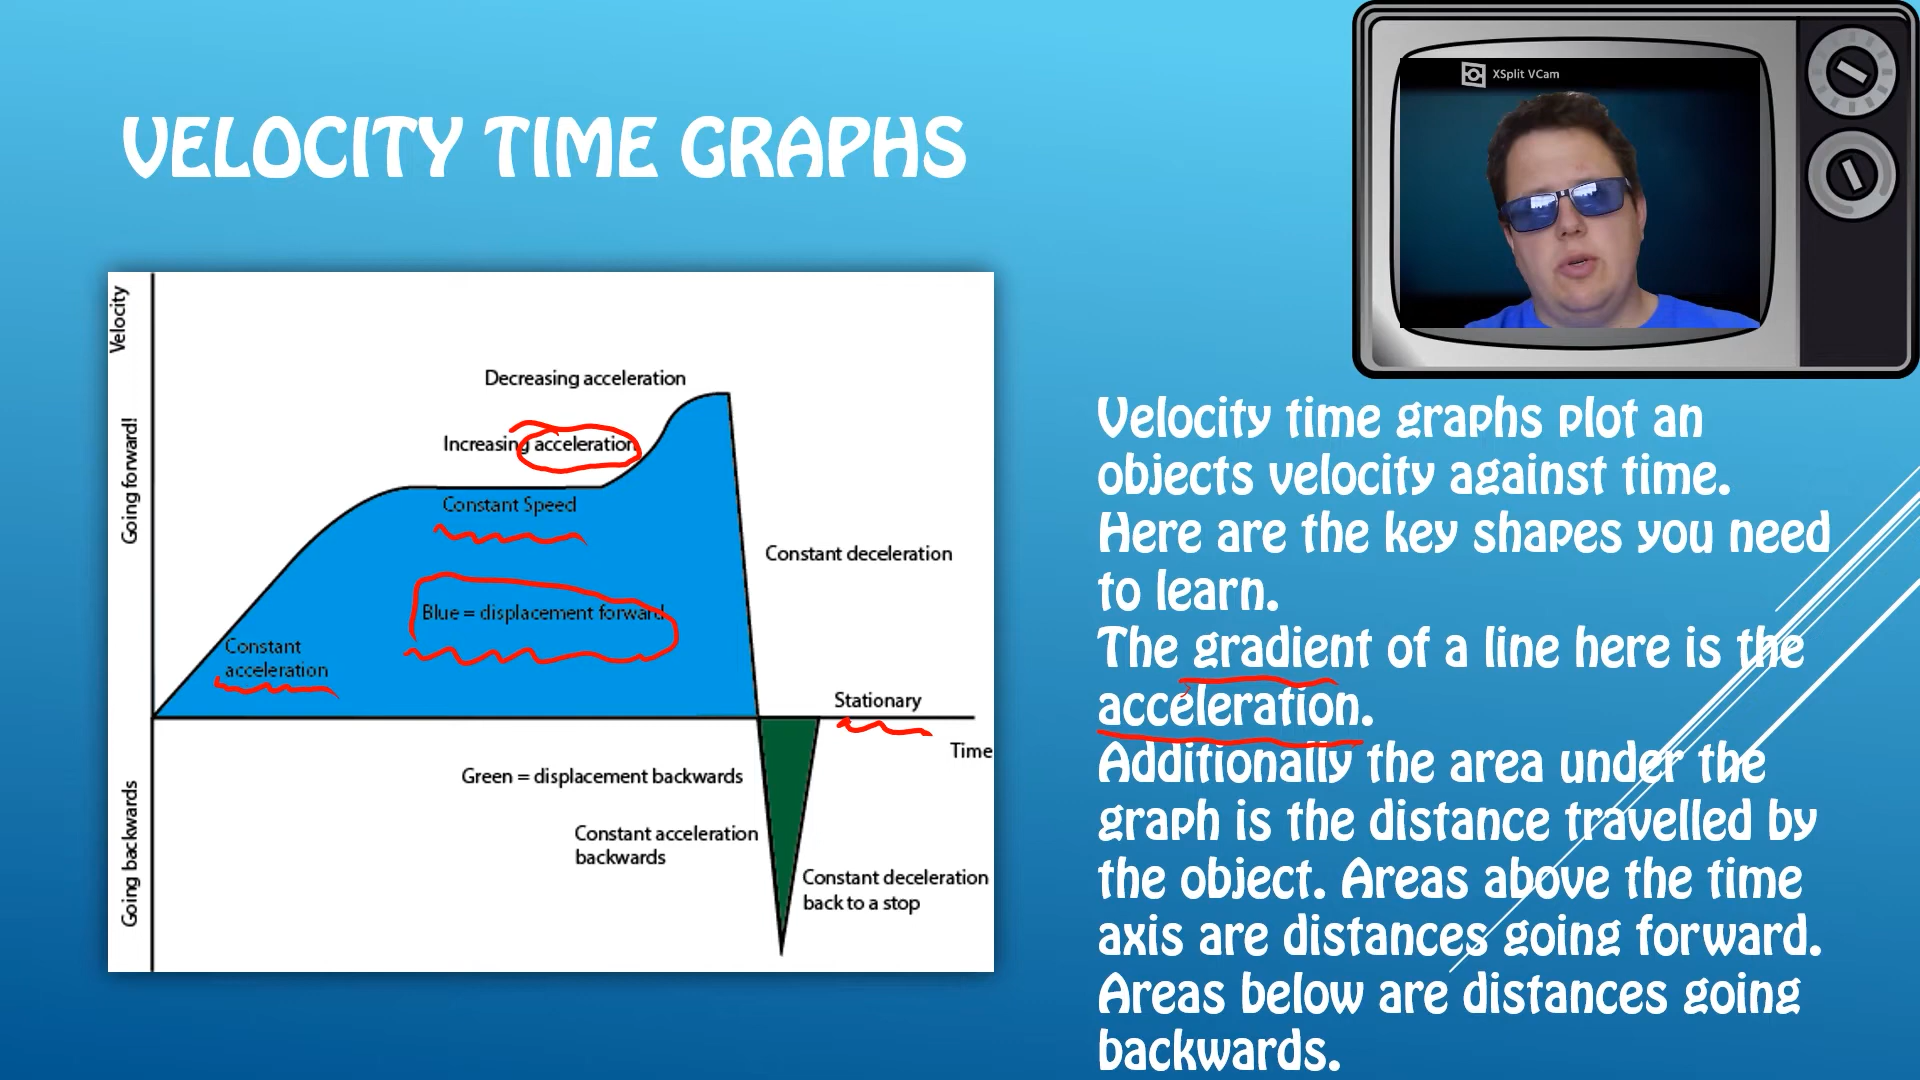 XSplit VCam
VELOCITY TIME GRAPHS
Velocity
Going forward!
Going backwards
Decreasing acceleration
Increasing acceleration
Constant Speed
Constant deceleration
Blue = displacement forward
Constant
acceleration
Stationary
Time
Green = displacement backwards
Constant acceleration
backwards
Constant deceleration
back to a stop
Velocity time graphs plot an
objects velocity against time.
Here are the key shapes you need
to learn.
The gradient of a line here is the
acceleration.
Additionally the area under the
graph is the distance travelled by
the object. Areas above the time
axis are distances going forward.
Areas below are distances going
backwards.